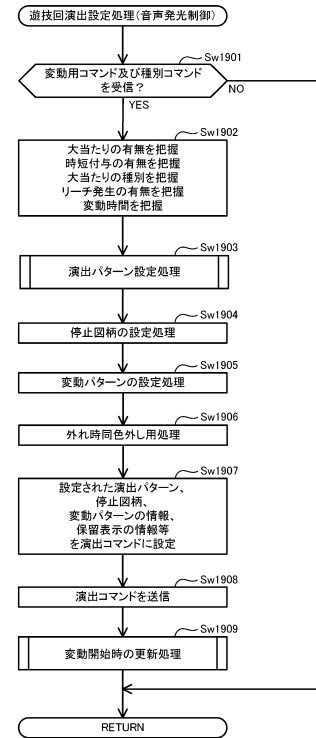 遊技回演出設定処理(音声発光制御)
Sw1901
変動用コマンド及び種別コマンド
を受信？
NO
YES
Sw1902
大当たりの有無を把握
時短付与の有無を把握
大当たりの種別を把握
リーチ発生の有無を把握
変動時間を把握
Sw1903
演出パターン設定処理
Sw1904
停止図柄の設定処理
Sw1905
変動パターンの設定処理
Sw1906
外れ時同色外し用処理
Sw1907
設定された演出パターン、
停止図柄、
変動パターンの情報、
保留表示の情報等
を演出コマンドに設定
Sw1908
演出コマンドを送信
Sw1909
変動開始時の更新処理
RETURN